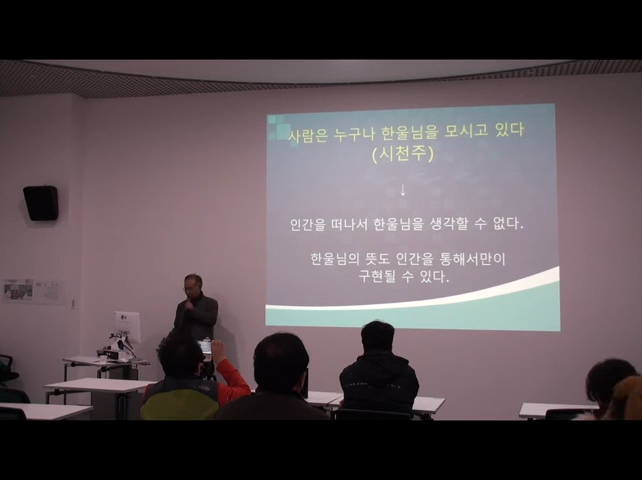 사람은 누구나 한울님을 모시고 있다
(시천주)
↓
인간을 떠나서 한울님을 생각할 수 없다.
한울님의 뜻도 인간을 통해서만이
구현될 수 있다.